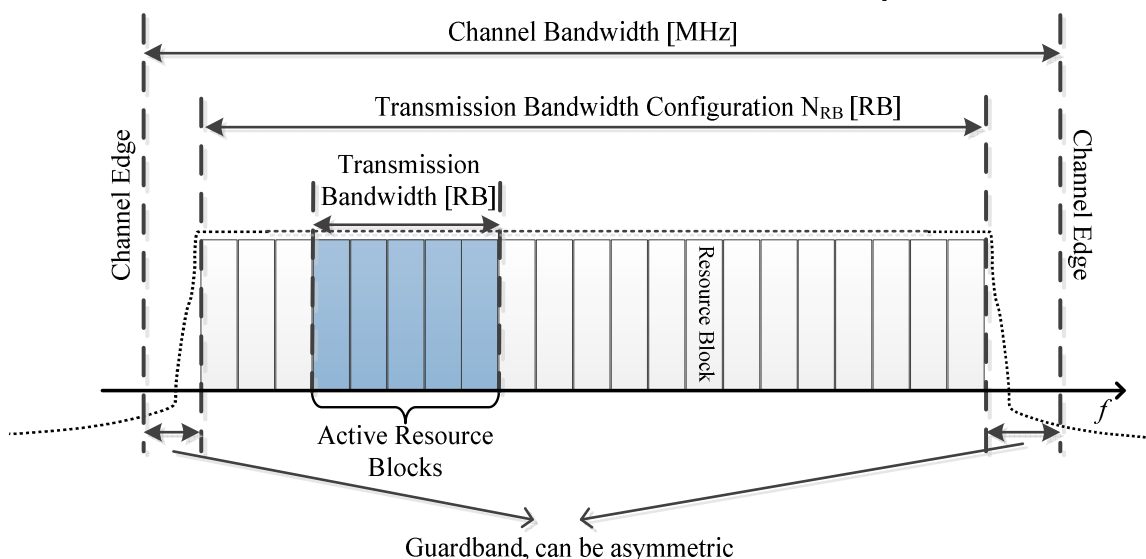 Channel Bandwidth [MHz]
Transmission Bandwidth Configuration N_RB [RB]
Transmission
Bandwidth [RB]
Channel Edge
Channel Edge
Resource Block
f
Active Resource
Blocks
Guardband, can be asymmetric